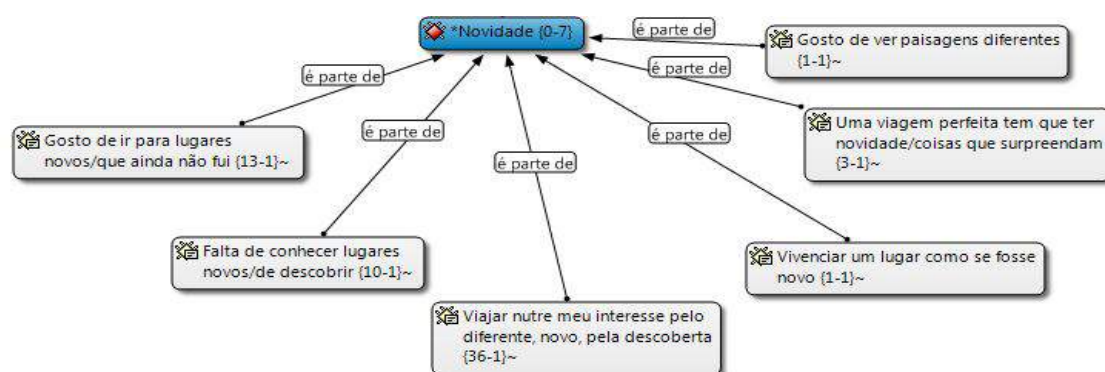 *Novidade {0-7}
é parte de
Gosto de ver paisagens diferentes
{1-1}~
é parte de
é parte de
Uma viagem perfeita tem que ter
novidade/coisas que surpreendam
{3-1}~
é parte de
é parte de
Gosto de ir para lugares
novos/que ainda não fui {13-1}~
é parte de
Falta de conhecer lugares
novos/de descobrir {10-1}~
Vivenciar um lugar como se fosse
novo {1-1}~
Viajar nutre meu interesse pelo
diferente, novo, pela descoberta
{36-1}~